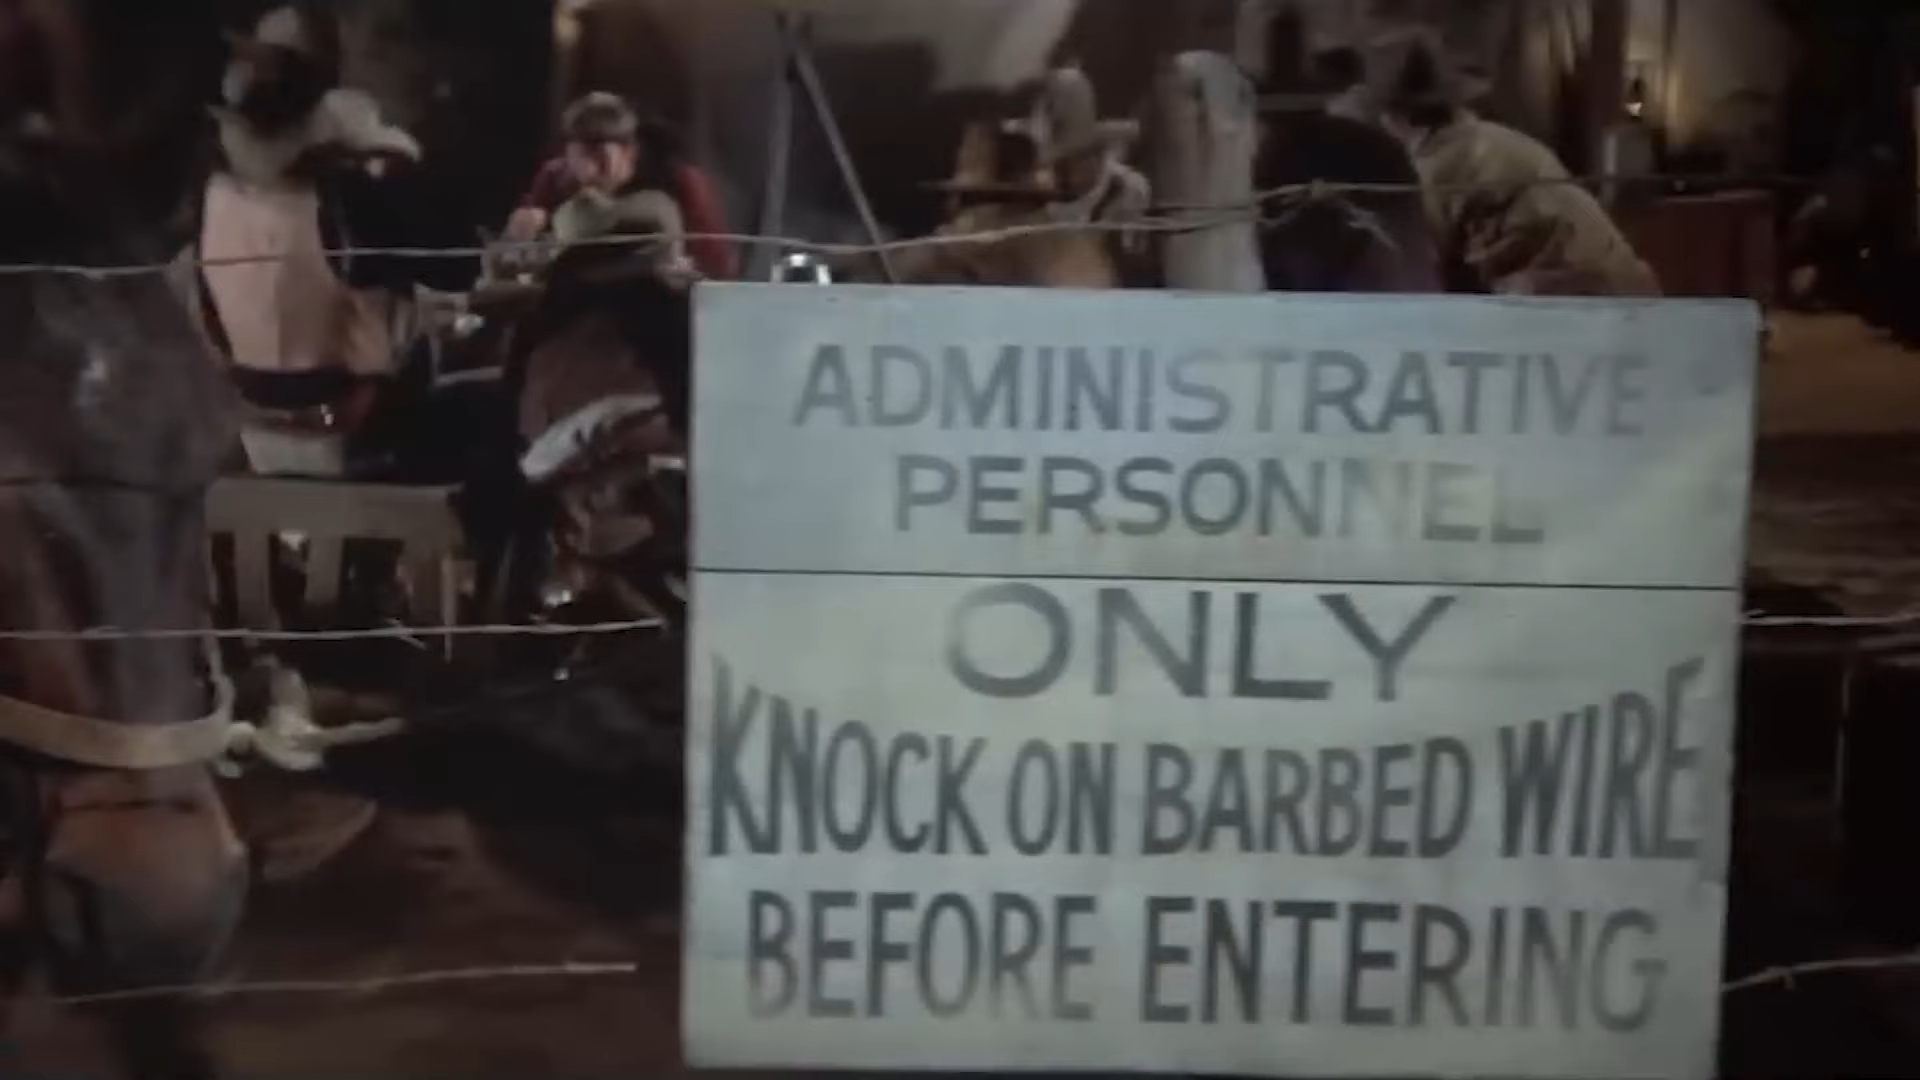 ADMINISTRATIVE
PERSONNEL
ONLY
KNOCK ON BARBED WIRE
BEFORE ENTERING